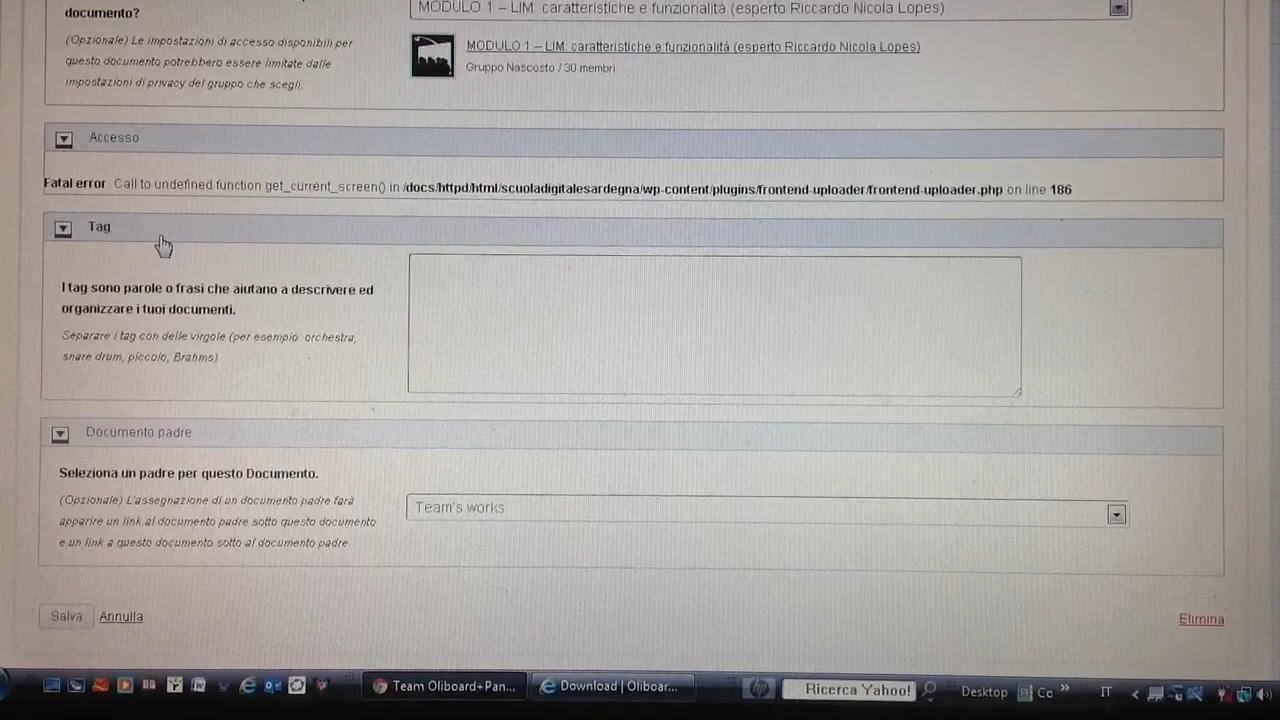 documento?
MODULO 1 – LIM: caratteristiche e funzionalità (esperto Riccardo Nicola Lopes)
(Opzionale) Le impostazioni di accesso disponibili per
questo documento potrebbero essere limitate dalle
impostazioni di privacy del gruppo che scegli.
MODULO 1 – LIM: caratteristiche e funzionalità (esperto Riccardo Nicola Lopes)
Gruppo Nascosto / 30 membri
Accesso
Fatal error: Call to undefined function get_current_screen() in /docs/httpd/html/scuoladigitalesardegna/wp-content/plugins/frontend-uploader/frontend-uploader.php on line 186
Tag
I tag sono parole o frasi che aiutano a descrivere ed
organizzare i tuoi documenti.
Separare i tag con delle virgole (per esempio: orchestra,
snare drum, piccolo, Brahms)
Documento padre
Seleziona un padre per questo Documento.
(Opzionale) L'assegnazione di un documento padre farà
apparire un link al documento padre sotto questo documento
e un link a questo documento sotto al documento padre
Team's works
Salva Annulla
Elimina
Team Oliboard+Pan...
Download | Oliboar...
hp
Ricerca Yahoo!
Desktop
Co
IT